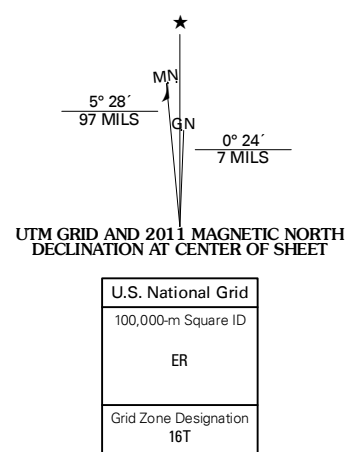 ★
MN
5° 28´
97 MILS
GN
0° 24´
7 MILS
UTM GRID AND 2011 MAGNETIC NORTH
DECLINATION AT CENTER OF SHEET
U.S. National Grid
100,000-m Square ID
ER
Grid Zone Designation
16T